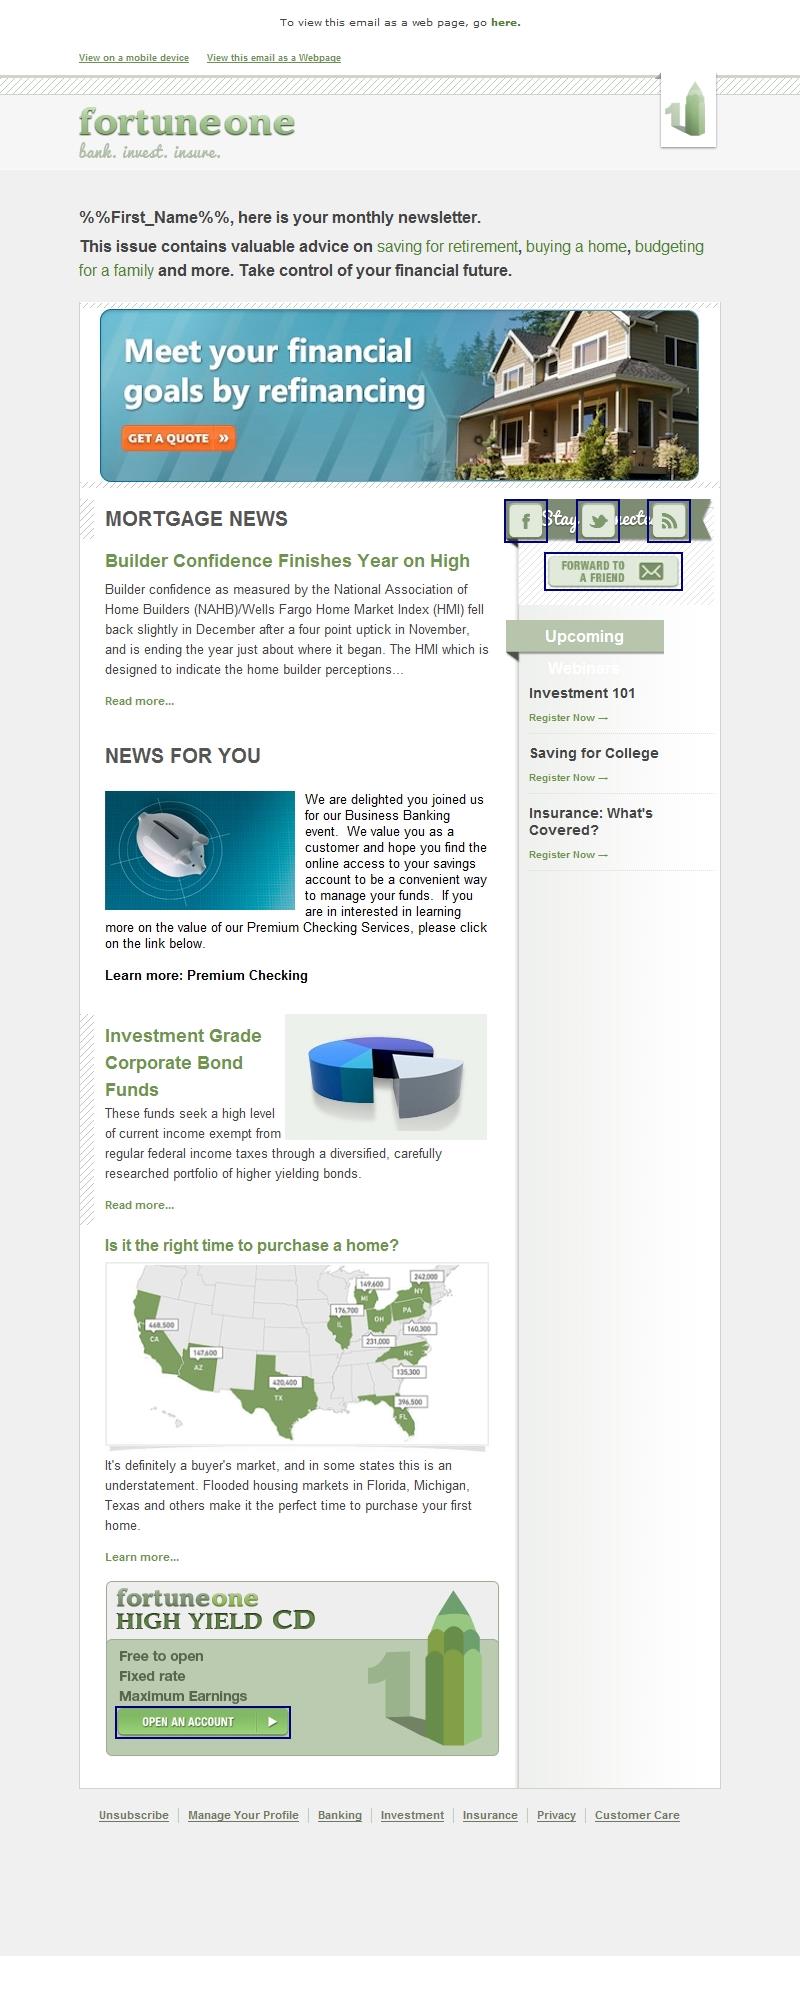 To view this email as a web page, go here.
View on a mobile device   View this email as a Webpage
1
fortuneone
bank. invest. insure.
%%First_Name%%, here is your monthly newsletter.
This issue contains valuable advice on saving for retirement, buying a home, budgeting
for a family and more. Take control of your financial future.
Meet your financial
goals by refinancing
GET A QUOTE »
MORTGAGE NEWS
Builder Confidence Finishes Year on High
Builder confidence as measured by the National Association of
Home Builders (NAHB)/Wells Fargo Home Market Index (HMI) fell
back slightly in December after a four point uptick in November,
and is ending the year just about where it began. The HMI which is
designed to indicate the home builder perceptions...
Read more...
NEWS FOR YOU
We are delighted you joined us
for our Business Banking
event.  We value you as a
customer and hope you find the
online access to your savings
account to be a convenient way
to manage your funds.  If you
are in interested in learning
more on the value of our Premium Checking Services, please click
on the link below.
Learn more: Premium Checking
Investment Grade
Corporate Bond
Funds
These funds seek a high level
of current income exempt from
regular federal income taxes through a diversified, carefully
researched portfolio of higher yielding bonds.
Read more...
Is it the right time to purchase a home?
242,000
149,600
NY
MI
176,700
PA
OH
IL
468,500
160,300
CA
231,000
147,600
NC
AZ
135,300
420,400
TX
396,500
FL
It's definitely a buyer's market, and in some states this is an
understatement. Flooded housing markets in Florida, Michigan,
Texas and others make it the perfect time to purchase your first
home.
Learn more...
fortuneone
HIGH YIELD CD
Free to open
Fixed rate
Maximum Earnings
OPEN AN ACCOUNT
1
Stay
f
FORWARD TO
A FRIEND
Upcoming
Webinars
Investment 101
Register Now →
Saving for College
Register Now →
Insurance: What's
Covered?
Register Now →
Unsubscribe | Manage Your Profile | Banking | Investment | Insurance | Privacy | Customer Care